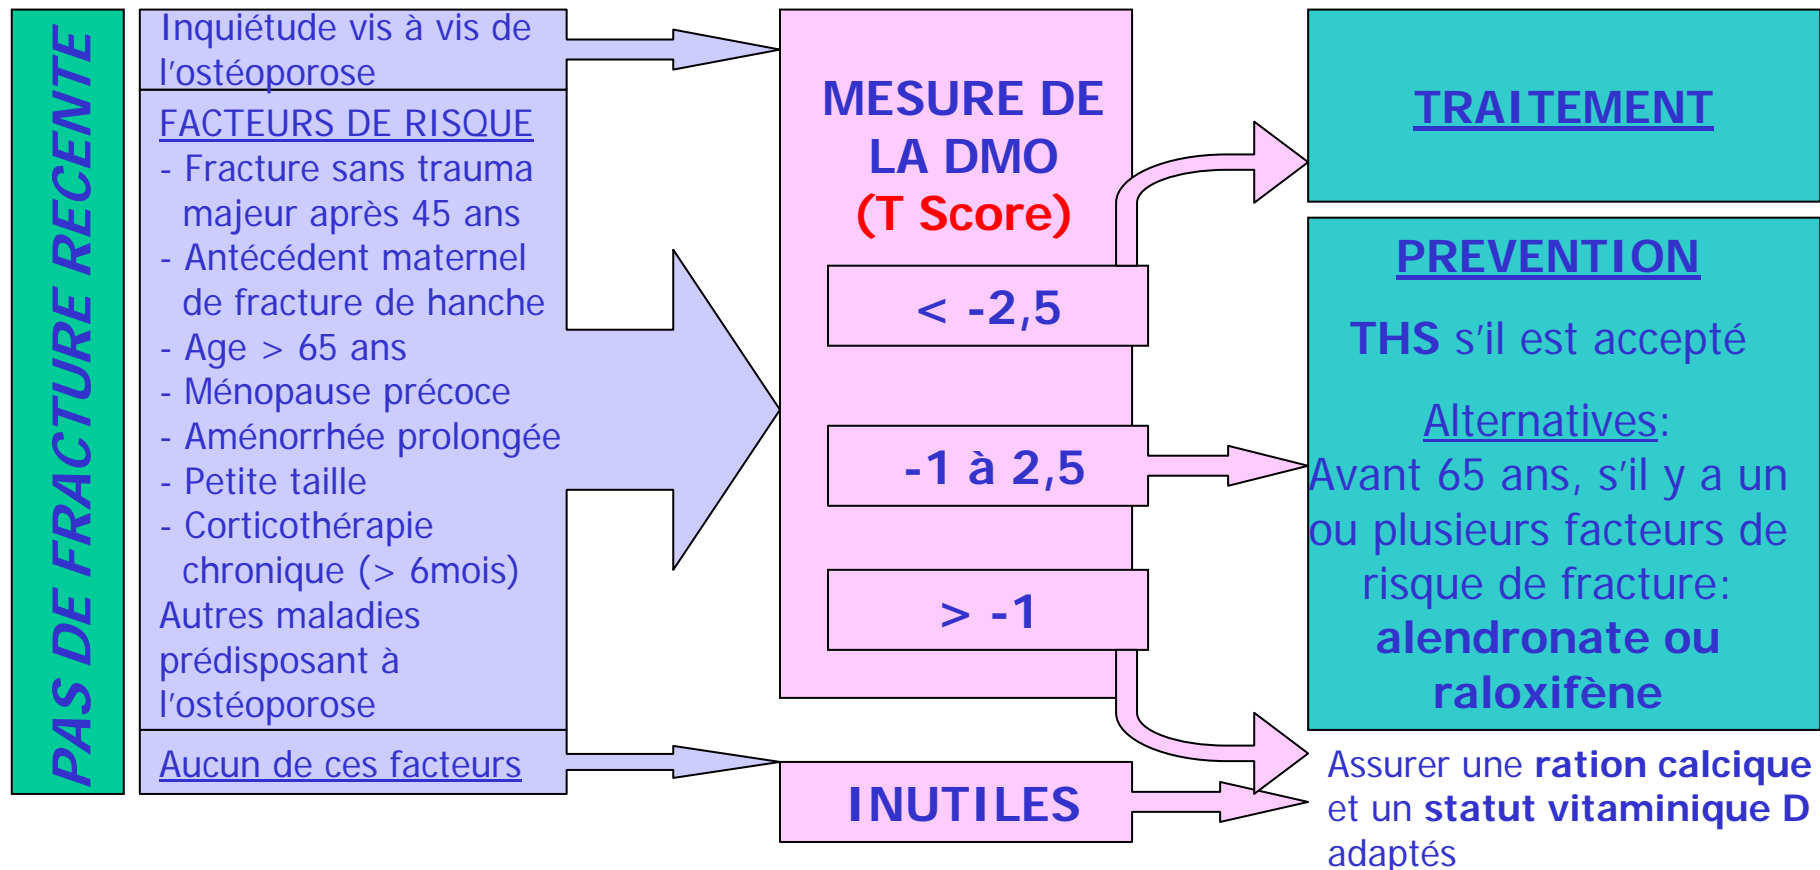 PAS DE FRACTURE RECENTE
Inquiétude vis à vis de
l'ostéoporose
FACTEURS DE RISQUE
- Fracture sans trauma
majeur après 45 ans
- Antécédent maternel
de fracture de hanche
- Age > 65 ans
- Ménopause précoce
- Aménorrhée prolongée
- Petite taille
- Corticothérapie
chronique (> 6mois)
Autres maladies
prédisposant à
l'ostéoporose
Aucun de ces facteurs
MESURE DE
LA DMO
(T Score)
< -2,5
-1 à 2,5
> -1
INUTILES
TRAITEMENT
PREVENTION
THS s'il est accepté
Alternatives:
Avant 65 ans, s'il y a un
ou plusieurs facteurs de
risque de fracture:
alendronate ou
raloxifène
Assurer une ration calcique
et un statut vitaminique D
adaptés